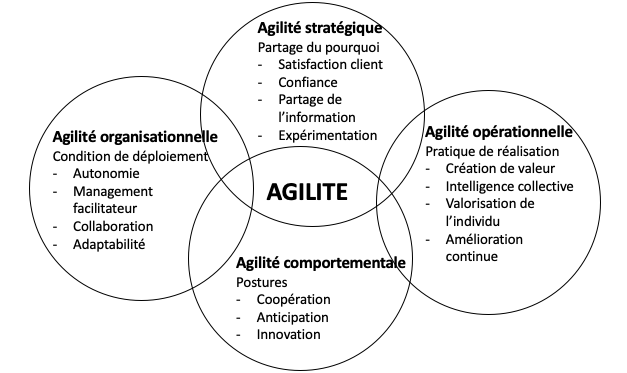 Agilité stratégique
Partage du pourquoi
- Satisfaction client
- Confiance
- Partage de
l'information
- Expérimentation
Agilité organisationnelle
Condition de déploiement
- Autonomie
- Management
facilitateur
- Collaboration
- Adaptabilité
AGILITE
Agilité opérationnelle
Pratique de réalisation
- Création de valeur
- Intelligence collective
- Valorisation de
l'individu
- Amélioration
continue
Agilité comportementale
Postures
- Coopération
- Anticipation
- Innovation